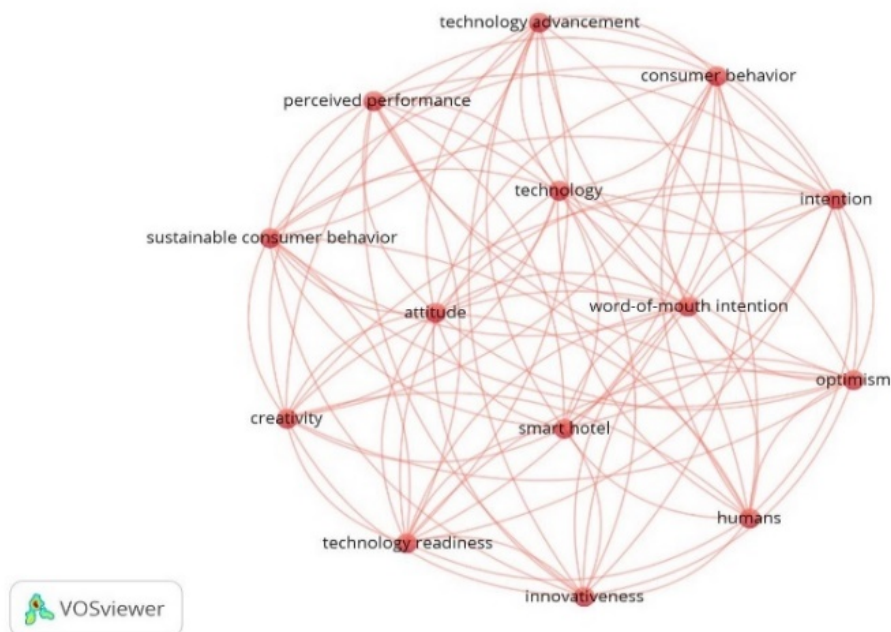 technology advancement
consumer behavior
perceived performance
technology
intention
sustainable consumer behavior
attitude
word-of-mouth intention
optimism
creativity
smart hotel
humans
technology readiness
innovativeness
VOSviewer